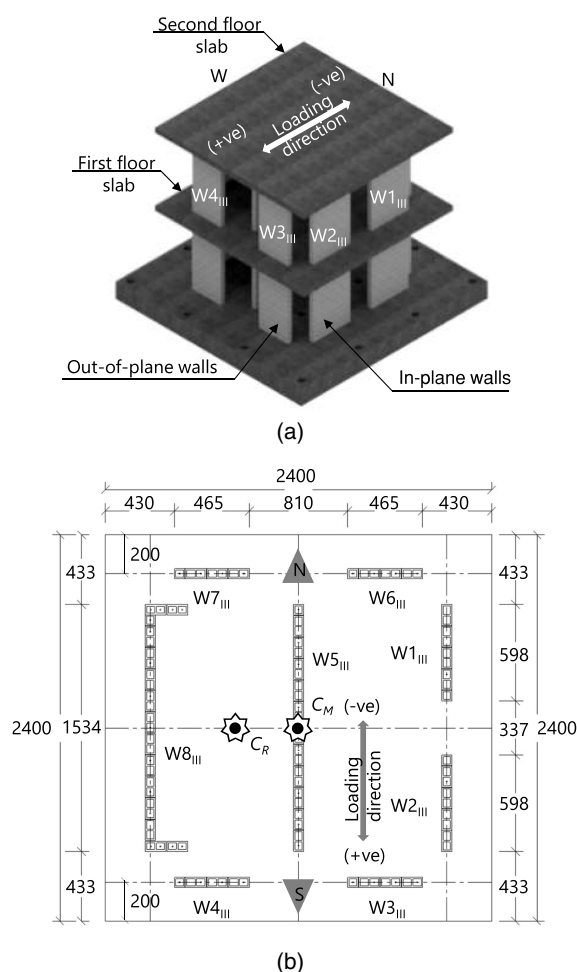 Second floor
slab
W
N
(-ve)
Loading
direction
(+ve)
First floor
slab
W4III
W1III
W3III
W2III
Out-of-plane walls
In-plane walls
(a)
2400
430
465
810
465
430
200
433
N
433
W7III
W6III
W5III
W1III
598
CM
(-ve)
2400
1534
CR
337
2400
W8III
Loading
direction
W2III
598
(+ve)
433
200
S
433
W4III
W3III
(b)